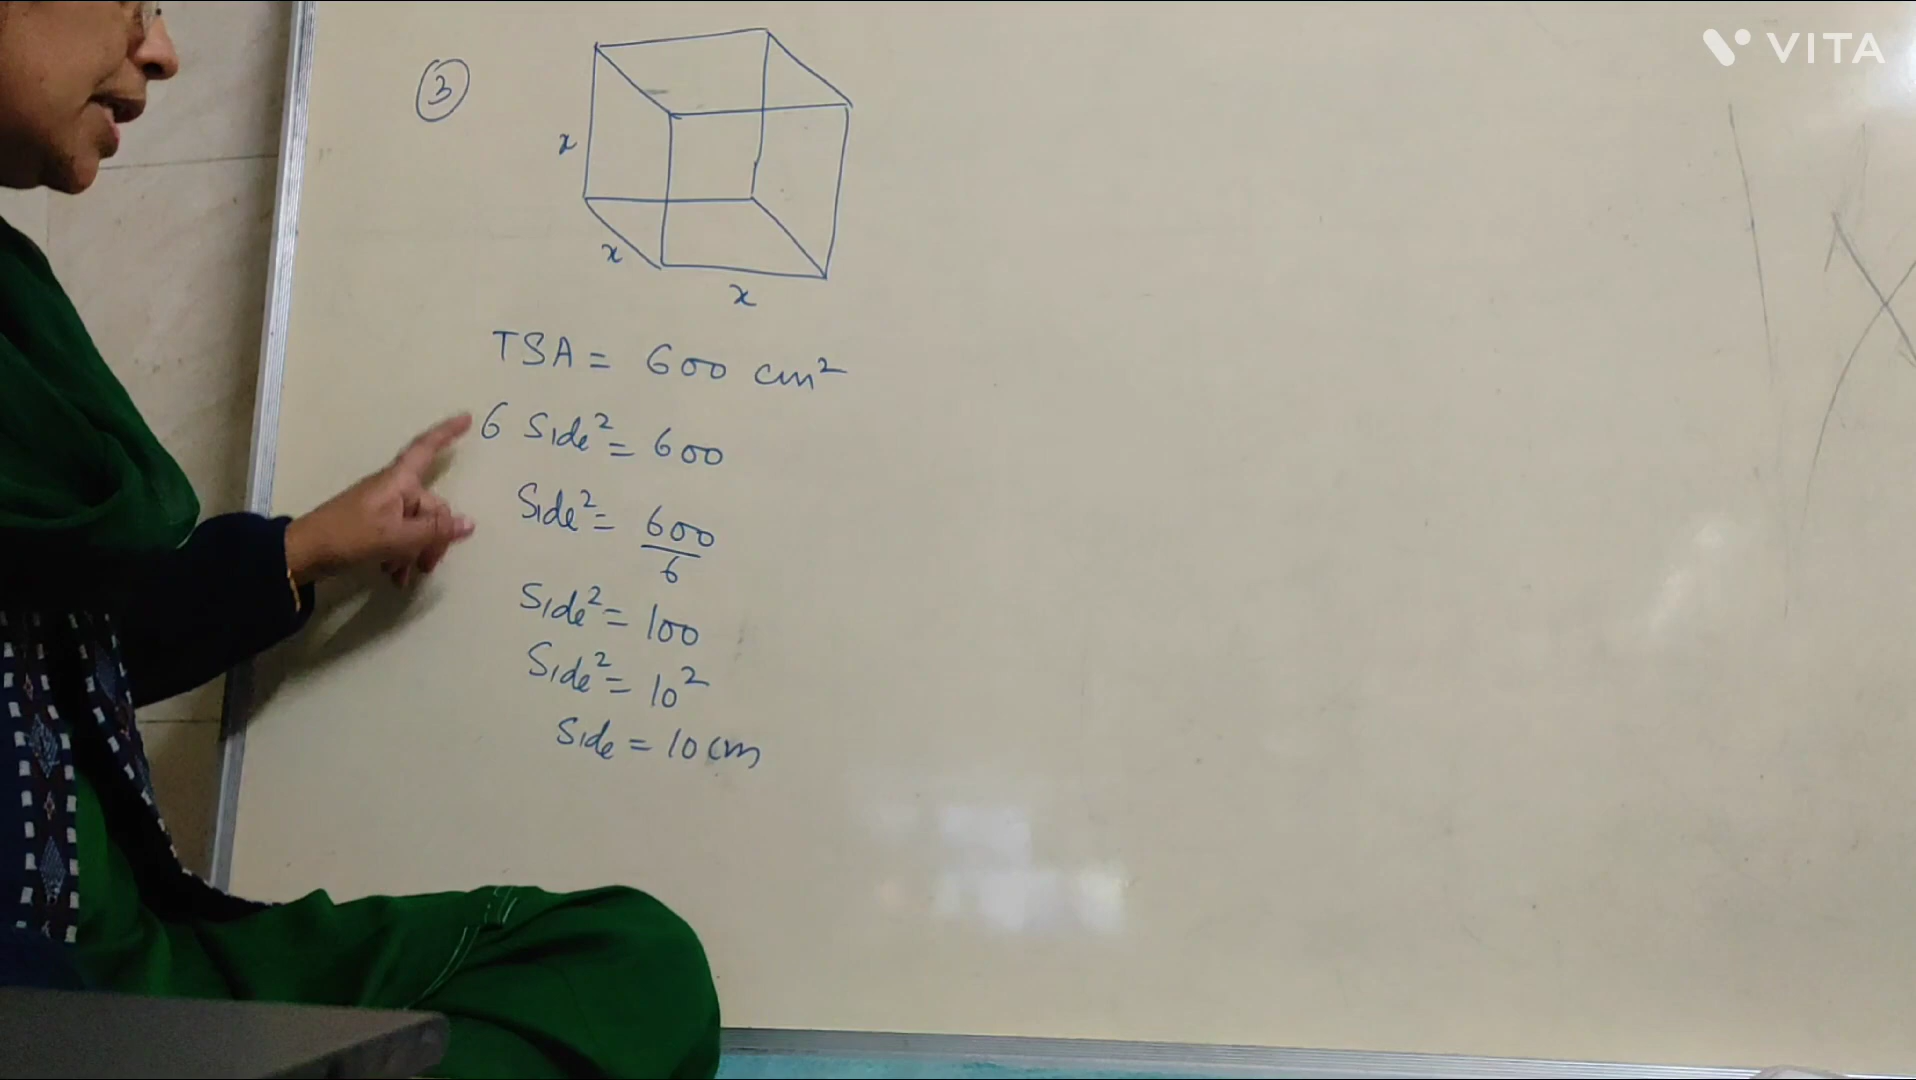 VITA
3
x
x
x
TSA = 600 cm²
6 Side² = 600
Side² = 600/6
Side² = 100
Side² = 10²
Side = 10 cm